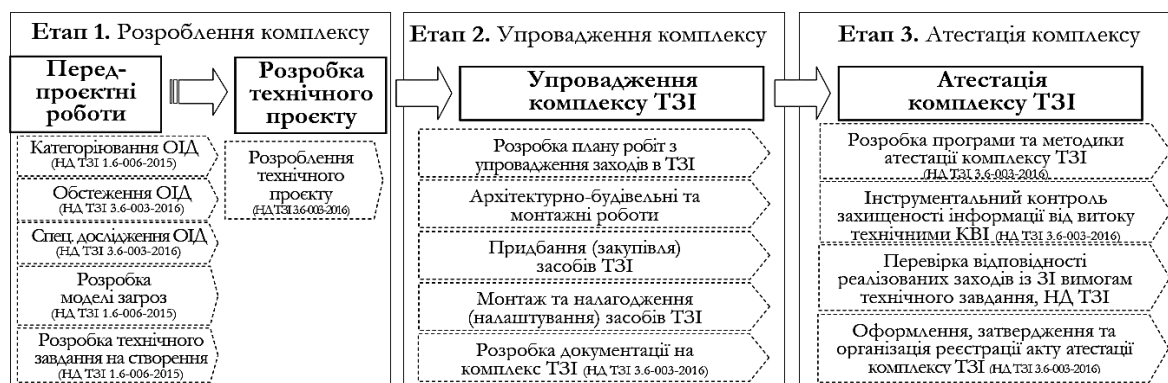 Етап 1. Розроблення комплексу
Перед-
проєктні
роботи
Розробка
технічного
проєкту
Категоріювання ОІД
(НД ТЗІ 1.6-006-2015)
Обстеження ОІД
(НД ТЗІ 3.6-003-2016)
Спец. дослідження ОІД
(НД ТЗІ 3.6-003-2016)
Розробка
моделі загроз
(НД ТЗІ 1.6-006-2015)
Розробка технічного
завдання на створення
(НД ТЗІ 1.6-006-2015)
Розроблення
технічного
проєкту
(НД ТЗІ 3.6-003-2016)
Етап 2. Упровадження комплексу
Упровадження
комплексу ТЗІ
Розробка плану робіт з
упровадження заходів в ТЗІ
Архітектурно-будівельні та
монтажні роботи
Придбання (закупівля)
засобів ТЗІ
Монтаж та налагодження
(налаштування) засобів ТЗІ
Розробка документації на
комплекс ТЗІ (НД ТЗІ 3.6-003-2016)
Етап 3. Атестація комплексу
Атестація
комплексу ТЗІ
Розробка програми та методики
атестації комплексу ТЗІ
(НД ТЗІ 3.6-003-2016)
Інструментальний контроль
захищеності інформації від витоку
технічними КВІ (НД ТЗІ 3.6-003-2016)
Перевірка відповідності
реалізованих заходів із ЗІ вимогам
технічного завдання, НД ТЗІ
Оформлення, затвердження та
організація реєстрації акту атестації
комплексу ТЗІ (НД ТЗІ 3.6-003-2016)